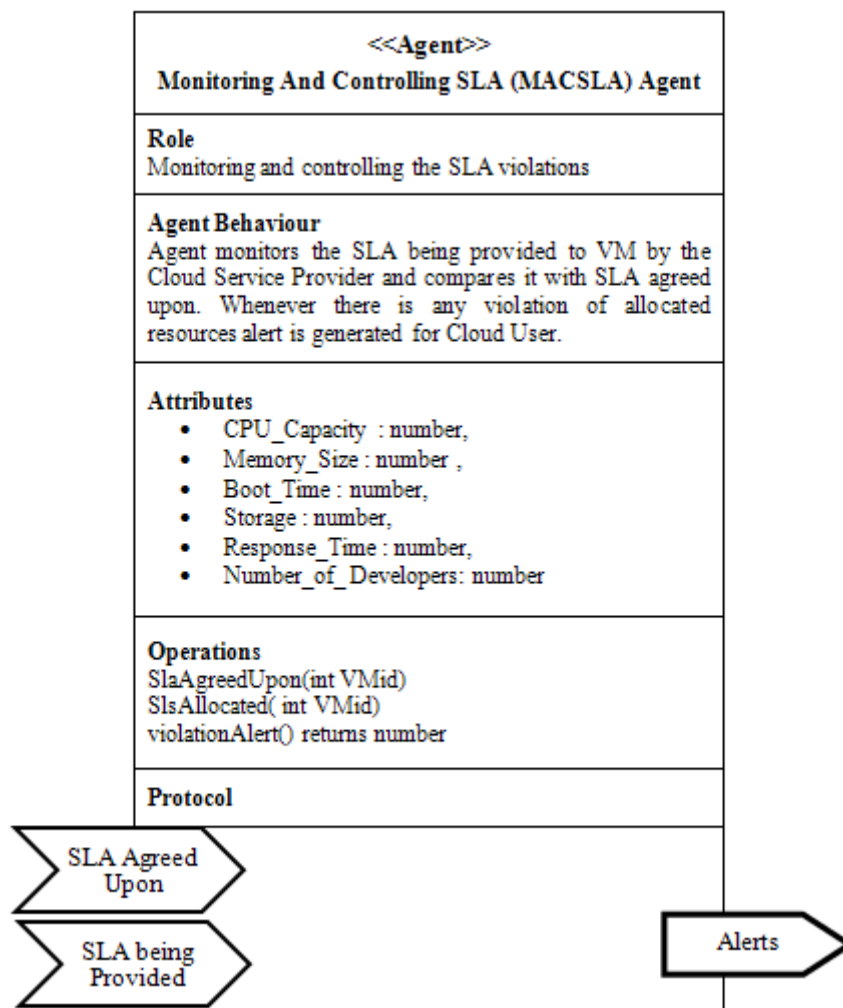 <<Agent>>
Monitoring And Controlling SLA (MACSLA) Agent
Role
Monitoring and controlling the SLA violations
Agent Behaviour
Agent monitors the SLA being provided to VM by the
Cloud Service Provider and compares it with SLA agreed
upon. Whenever there is any violation of allocated
resources alert is generated for Cloud User.
Attributes
• CPU_Capacity : number,
• Memory_Size : number ,
• Boot_Time : number,
• Storage : number,
• Response_Time : number,
• Number_of_Developers: number
Operations
SlaAgreedUpon(int VMid)
SlsAllocated( int VMid)
violationAlert() returns number
Protocol
SLA Agreed
Upon
SLA being
Provided
Alerts